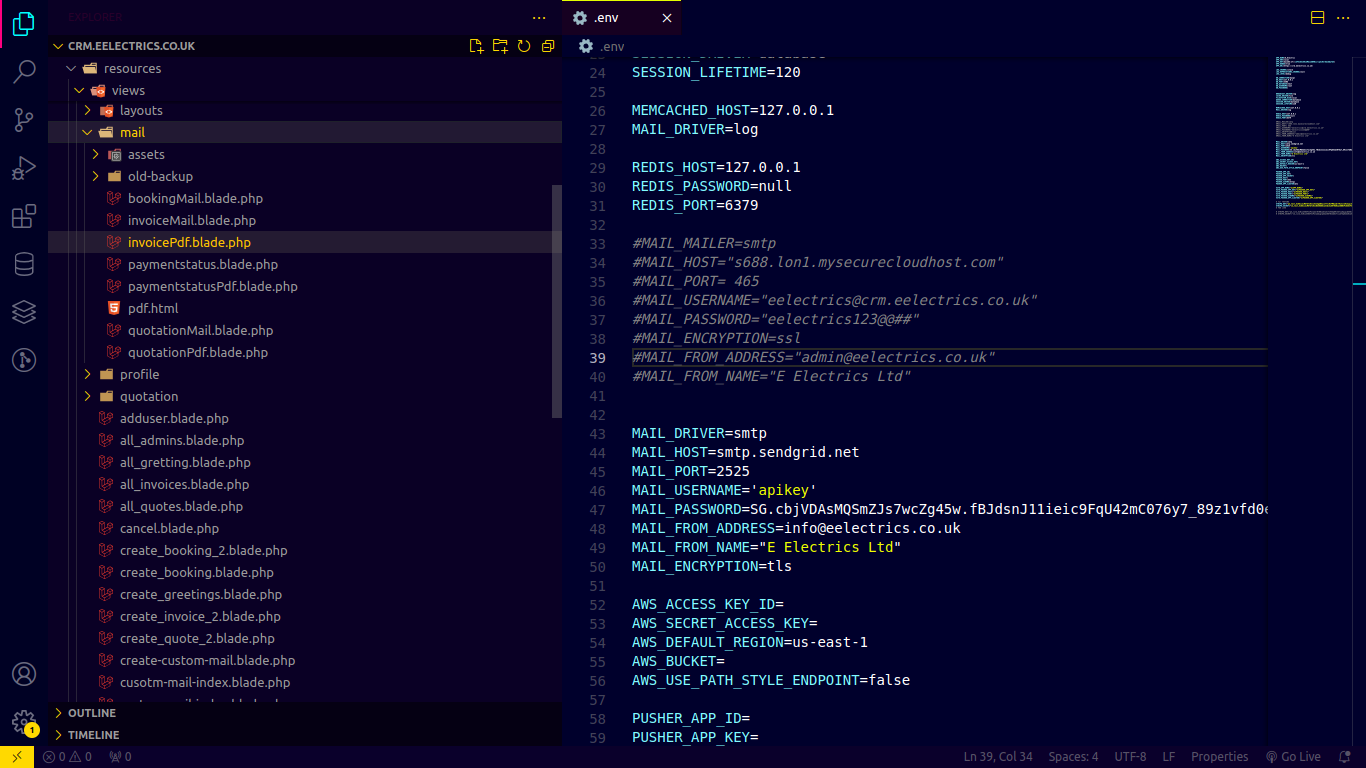 EXPLORER
CRM.EELECTRICS.CO.UK
resources
views
layouts
mail
assets
old-backup
bookingMail.blade.php
invoiceMail.blade.php
invoicePdf.blade.php
paymentstatus.blade.php
paymentstatusPdf.blade.php
pdf.html
quotationMail.blade.php
quotationPdf.blade.php
profile
quotation
adduser.blade.php
all_admins.blade.php
all_gretting.blade.php
all_invoices.blade.php
all_quotes.blade.php
cancel.blade.php
create_booking_2.blade.php
create_booking.blade.php
create_greetings.blade.php
create_invoice_2.blade.php
create_quote_2.blade.php
create-custom-mail.blade.php
cusotm-mail-index.blade.php
OUTLINE
TIMELINE
.env
.env
24 SESSION_LIFETIME=120
25
26 MEMCACHED_HOST=127.0.0.1
27 MAIL_DRIVER=log
28
29 REDIS_HOST=127.0.0.1
30 REDIS_PASSWORD=null
31 REDIS_PORT=6379
32
33 #MAIL_MAILER=smtp
34 #MAIL_HOST="s688.lon1.mysecurecloudhost.com"
35 #MAIL_PORT= 465
36 #MAIL_USERNAME="eelectrics@crm.eelectrics.co.uk"
37 #MAIL_PASSWORD="eelectrics123@@##"
38 #MAIL_ENCRYPTION=ssl
39 #MAIL_FROM_ADDRESS="admin@eelectrics.co.uk"
40 #MAIL_FROM_NAME="E Electrics Ltd"
41
42
43 MAIL_DRIVER=smtp
44 MAIL_HOST=smtp.sendgrid.net
45 MAIL_PORT=2525
46 MAIL_USERNAME='apikey'
47 MAIL_PASSWORD=SG.cbjVDAsMQSmZJs7wcZg45w.fBJdsnJ11ieic9FqU42mC076y7_89z1vfd0
48 MAIL_FROM_ADDRESS=info@eelectrics.co.uk
49 MAIL_FROM_NAME="E Electrics Ltd"
50 MAIL_ENCRYPTION=tls
51
52 AWS_ACCESS_KEY_ID=
53 AWS_SECRET_ACCESS_KEY=
54 AWS_DEFAULT_REGION=us-east-1
55 AWS_BUCKET=
56 AWS_USE_PATH_STYLE_ENDPOINT=false
57
58 PUSHER_APP_ID=
59 PUSHER_APP_KEY=
1
0 0 0
Ln 39, Col 34 Spaces: 4 UTF-8 LF Properties Go Live